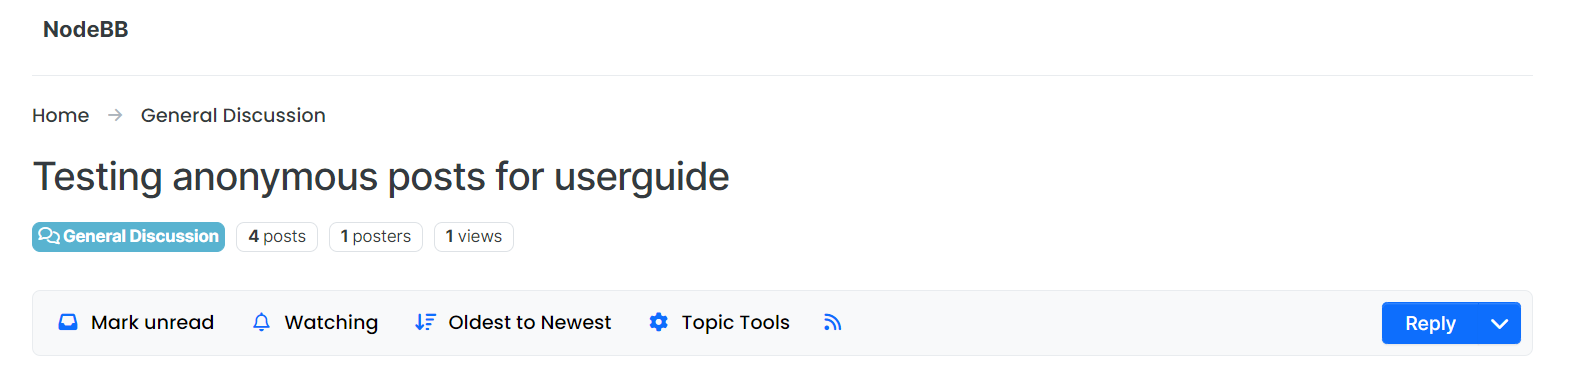 NodeBB
Home General Discussion
Testing anonymous posts for userguide
General Discussion 4 posts 1 posters 1 views
Mark unread Watching Oldest to Newest Topic Tools Reply